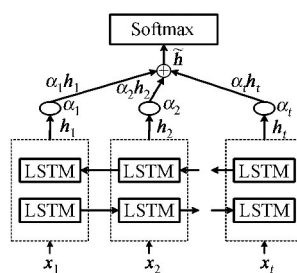 Softmax
h̃
α₁h₁ α₂h₂ αₜhₜ
α₁ α₂ αₜ
h₁ h₂ hₜ
LSTM LSTM LSTM
LSTM LSTM LSTM
x₁ x₂ xₜ